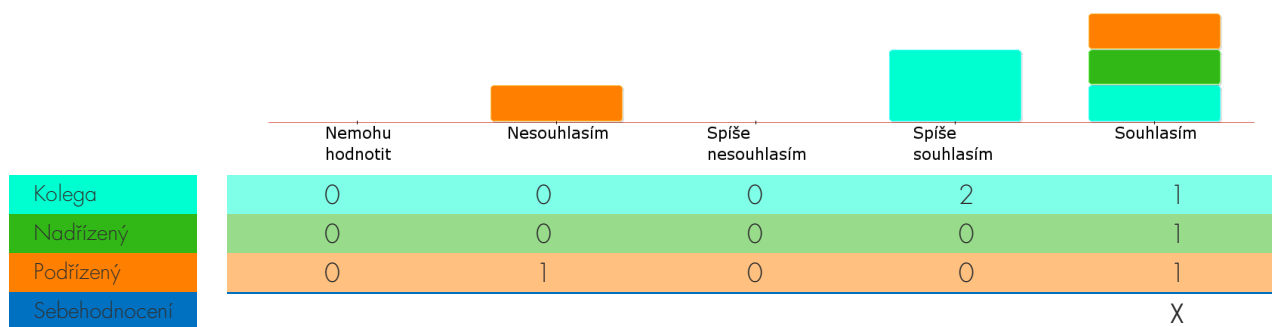 Nemohu hodnotit
Nesouhlasím
Spíše nesouhlasím
Spíše souhlasím
Souhlasím
Kolega 0 0 0 2 1
Nadřízený 0 0 0 0 1
Podřízený 0 1 0 0 1
Sebehodnocení X